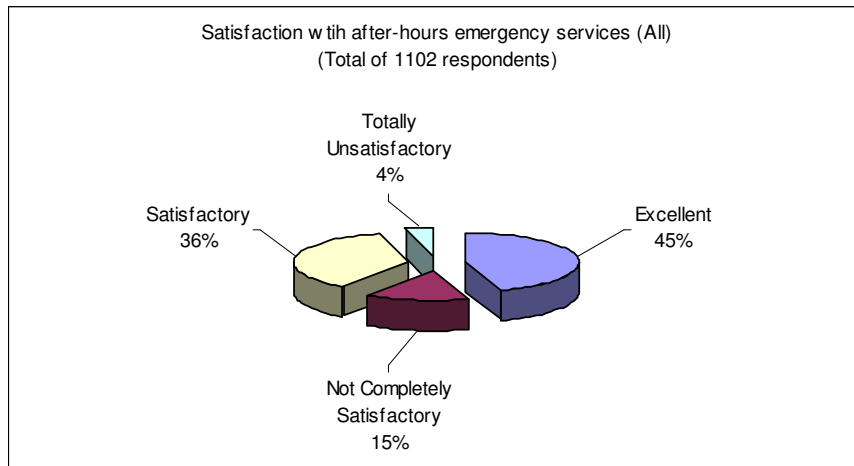 Satisfaction wtih after-hours emergency services (All)
(Total of 1102 respondents)
Totally
Unsatisfactory
4%
Satisfactory
36%
Excellent
45%
Not Completely
Satisfactory
15%